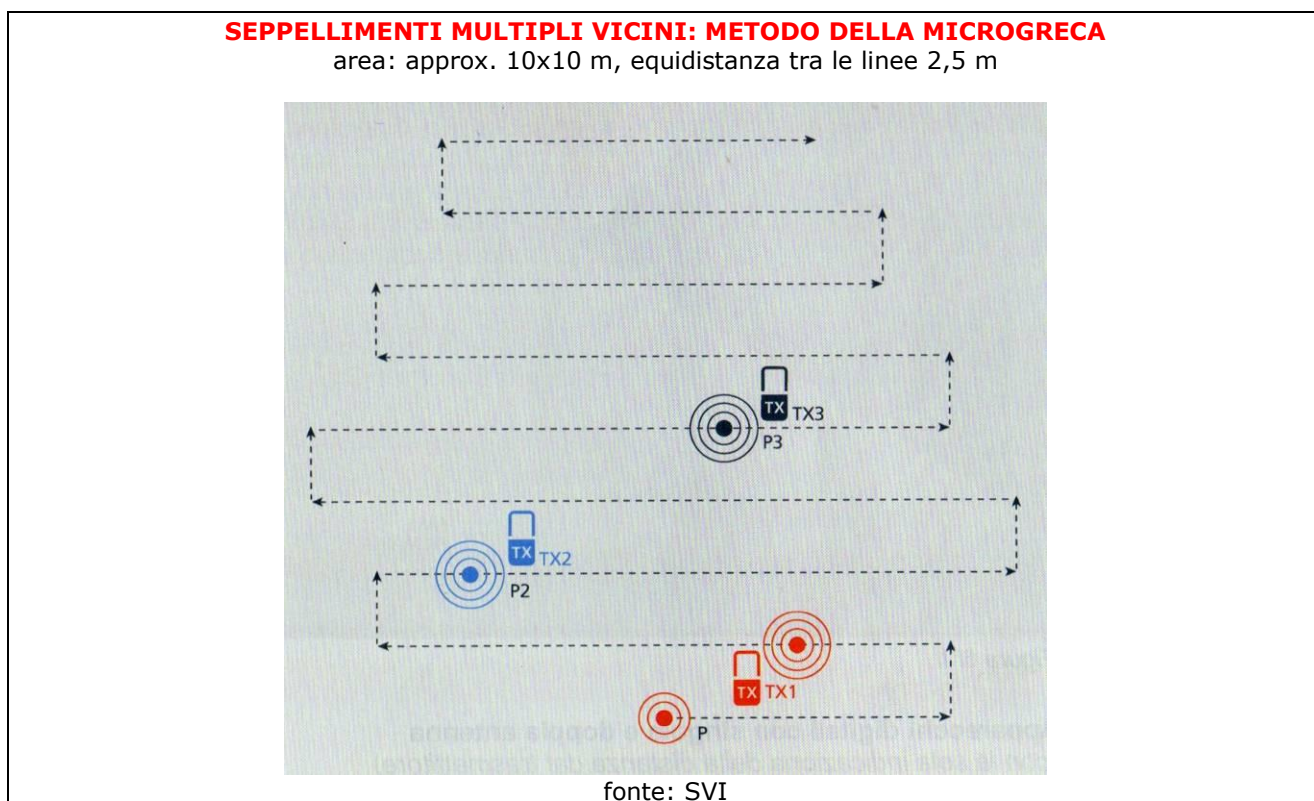 SEPPELLIMENTI MULTIPLI VICINI: METODO DELLA MICROGRECA
area: approx. 10x10 m, equidistanza tra le linee 2,5 m
TX TX3
P3
TX TX2
P2
TX TX1
P
fonte: SVI